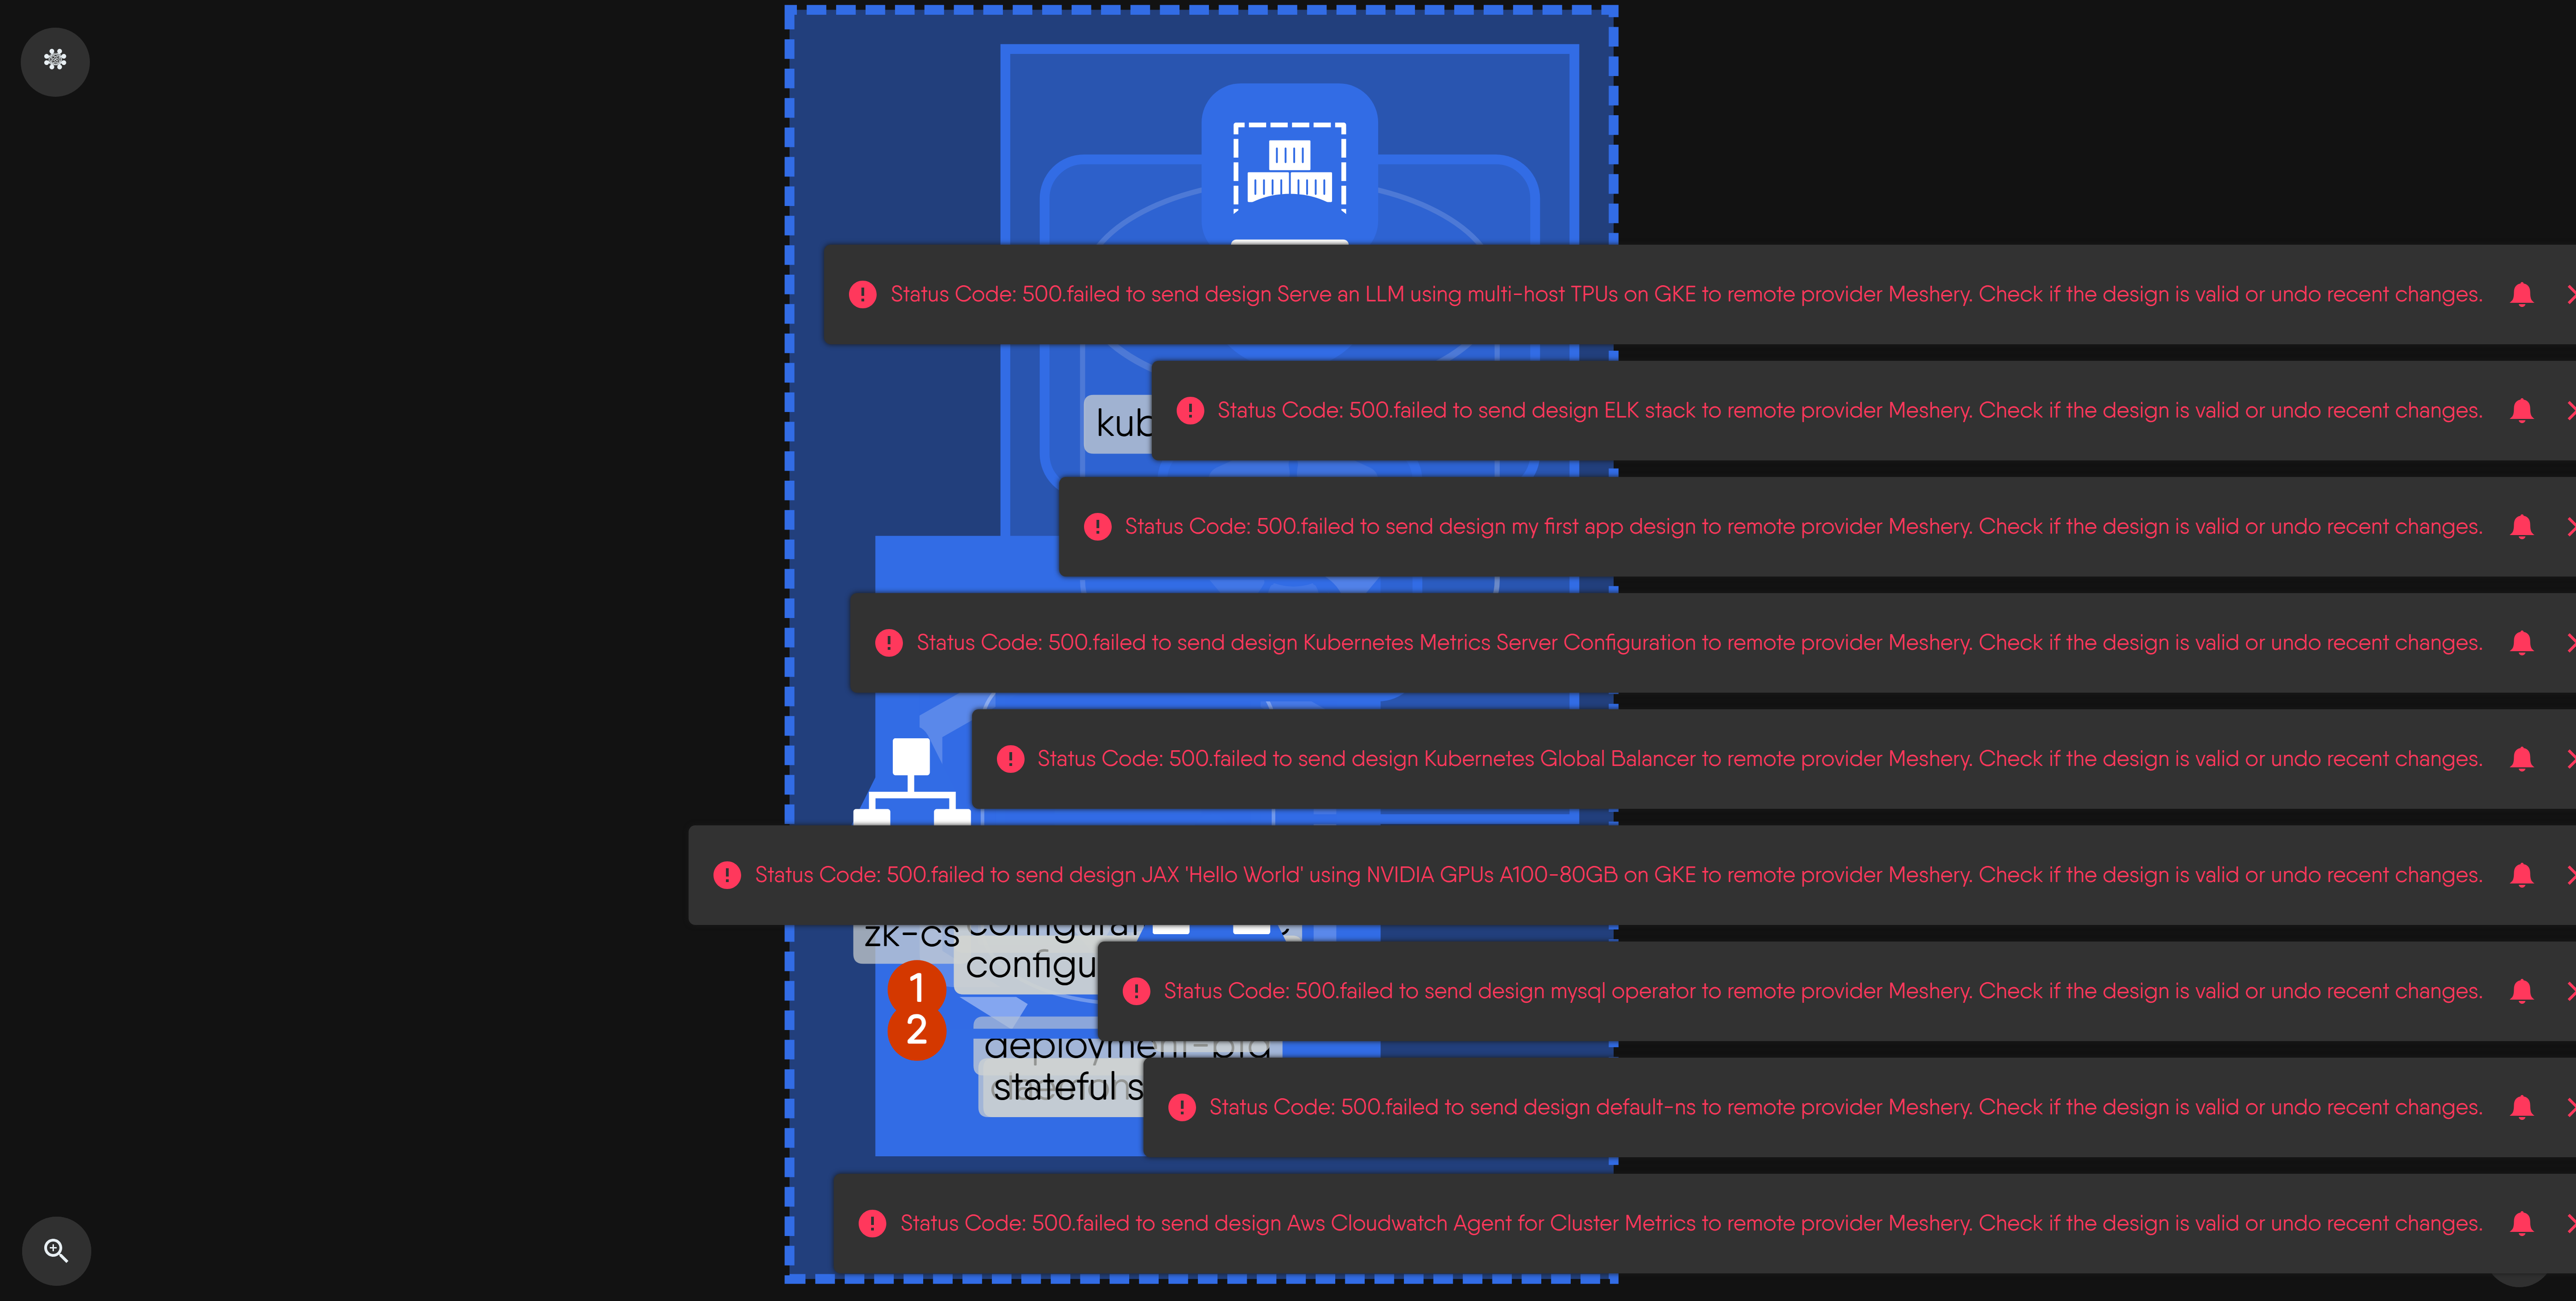 Status Code: 500.failed to send design Serve an LLM using multi-host TPUs on GKE to remote provider Meshery. Check if the design is valid or undo recent changes.
Status Code: 500.failed to send design ELK stack to remote provider Meshery. Check if the design is valid or undo recent changes.
kub
Status Code: 500.failed to send design my first app design to remote provider Meshery. Check if the design is valid or undo recent changes.
Status Code: 500.failed to send design Kubernetes Metrics Server Configuration to remote provider Meshery. Check if the design is valid or undo recent changes.
Status Code: 500.failed to send design Kubernetes Global Balancer to remote provider Meshery. Check if the design is valid or undo recent changes.
Status Code: 500.failed to send design JAX 'Hello World' using NVIDIA GPUs A100-80GB on GKE to remote provider Meshery. Check if the design is valid or undo recent changes.
zk-cs
configu
1
Status Code: 500.failed to send design mysql operator to remote provider Meshery. Check if the design is valid or undo recent changes.
2
statefuls
Status Code: 500.failed to send design default-ns to remote provider Meshery. Check if the design is valid or undo recent changes.
Status Code: 500.failed to send design Aws Cloudwatch Agent for Cluster Metrics to remote provider Meshery. Check if the design is valid or undo recent changes.